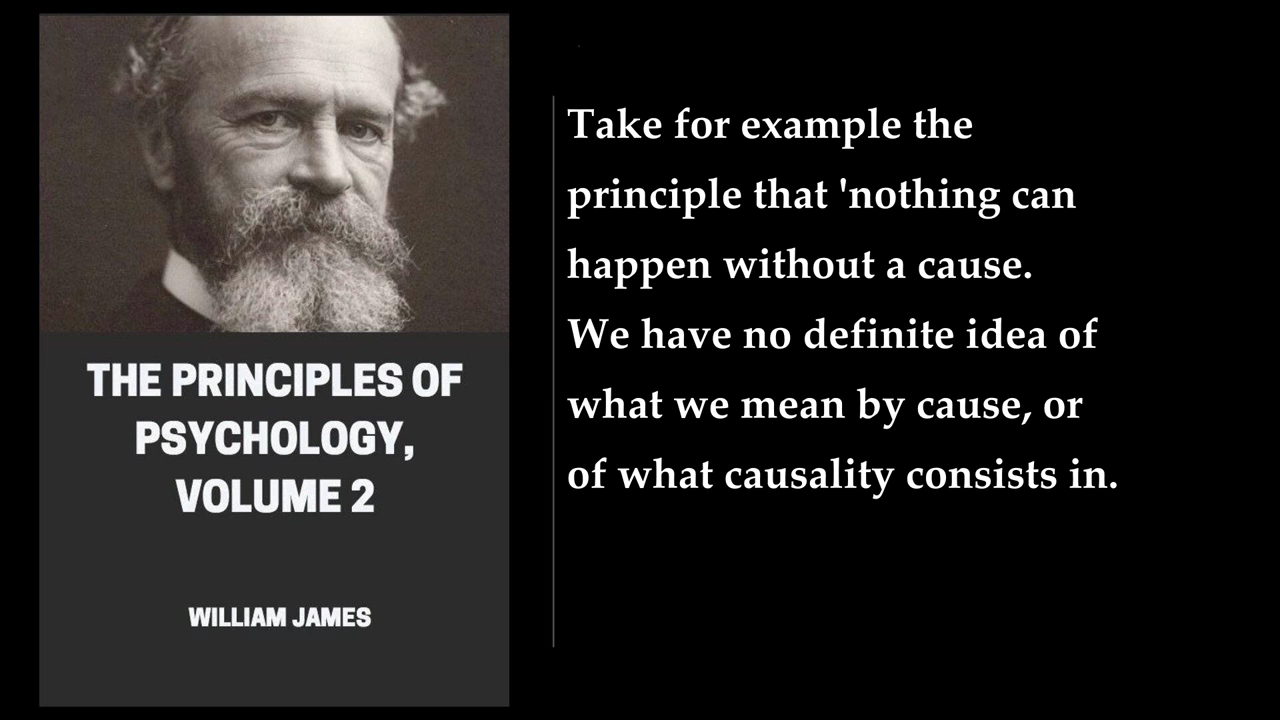 THE PRINCIPLES OF
PSYCHOLOGY,
VOLUME 2
WILLIAM JAMES
Take for example the
principle that 'nothing can
happen without a cause.
We have no definite idea of
what we mean by cause, or
of what causality consists in.